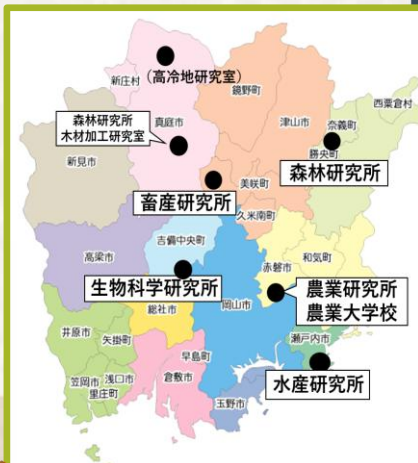 新庄村
(高冷地研究室)
鏡野町
西粟倉村
津山市
奈義町
森林研究所
木材加工研究室
真庭市
勝央町
新見市
森林研究所
美咲町
畜産研究所
久米南町
吉備中央町
高梁市
和気町
赤磐市
生物科学研究所
岡山市
農業研究所
農業大学校
総社市
井原市
矢掛町
瀬戸内市
早島町
水産研究所
笠岡市
浅口市
倉敷市
里庄町
玉野市